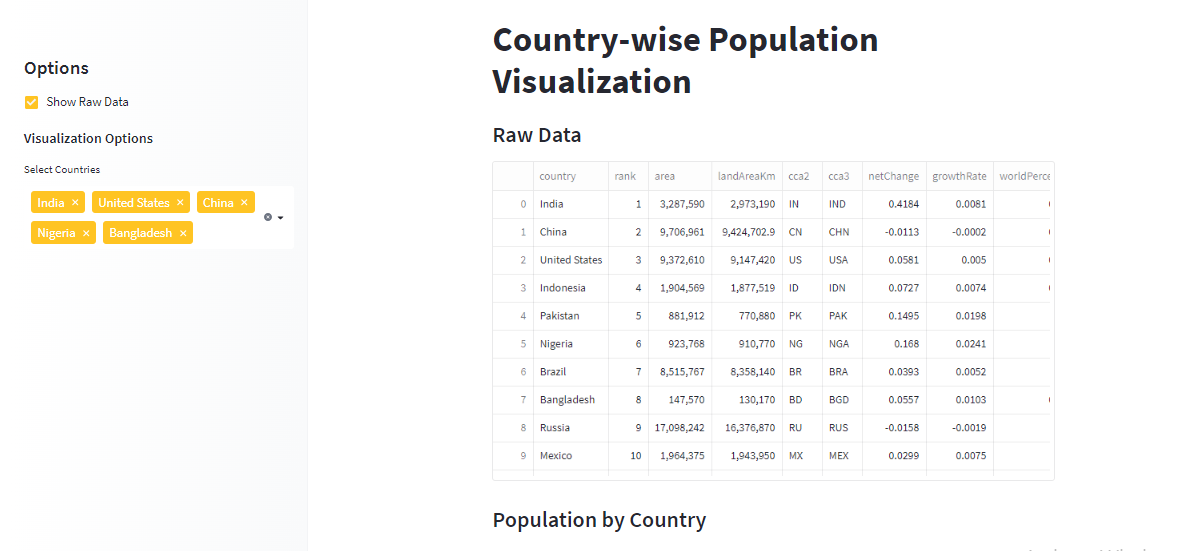 Options
Show Raw Data
Visualization Options
Select Countries
India × United States × China ×
Nigeria × Bangladesh ×
Country-wise Population
Visualization
Raw Data
country rank area landAreaKm cca2 cca3 netChange growthRate worldPerce
0 India 1 3,287,590 2,973,190 IN IND 0.4184 0.0081
1 China 2 9,706,961 9,424,702.9 CN CHN -0.0113 -0.0002
2 United States 3 9,372,610 9,147,420 US USA 0.0581 0.005
3 Indonesia 4 1,904,569 1,877,519 ID IDN 0.0727 0.0074
4 Pakistan 5 881,912 770,880 PK PAK 0.1495 0.0198
5 Nigeria 6 923,768 910,770 NG NGA 0.168 0.0241
6 Brazil 7 8,515,767 8,358,140 BR BRA 0.0393 0.0052
7 Bangladesh 8 147,570 130,170 BD BGD 0.0557 0.0103
8 Russia 9 17,098,242 16,376,870 RU RUS -0.0158 -0.0019
9 Mexico 10 1,964,375 1,943,950 MX MEX 0.0299 0.0075
Population by Country